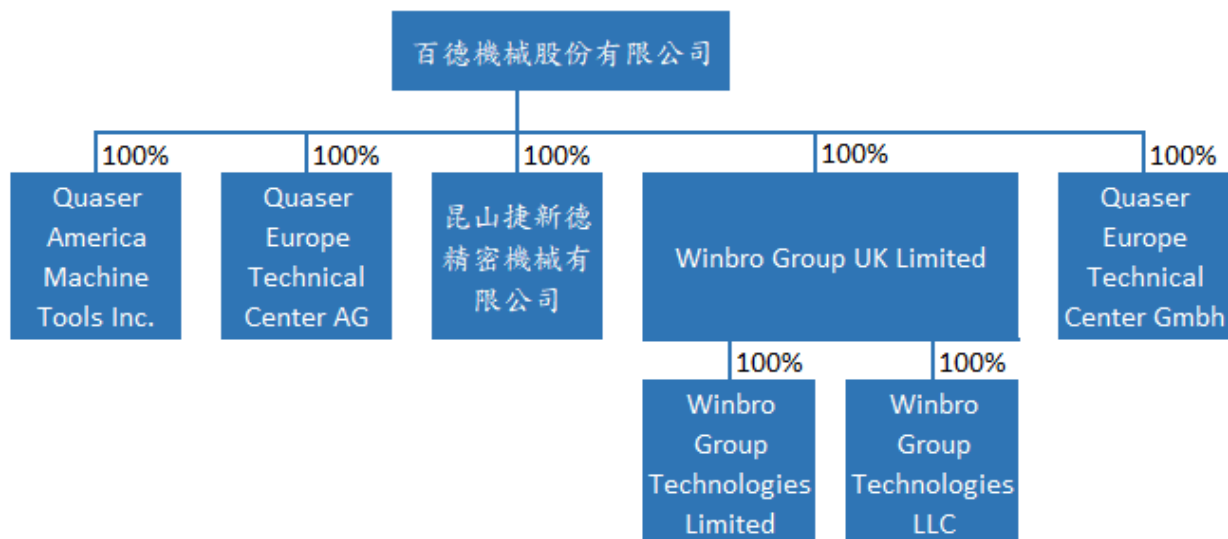 百德機械股份有限公司
100%
100%
100%
100%
100%
Quaser
America
Machine
Tools Inc.
Quaser
Europe
Technical
Center AG
昆山捷新德
精密機械有
限公司
Winbro Group UK Limited
Quaser
Europe
Technical
Center Gmbh
100%
100%
Winbro
Group
Technologies
Limited
Winbro
Group
Technologies
LLC